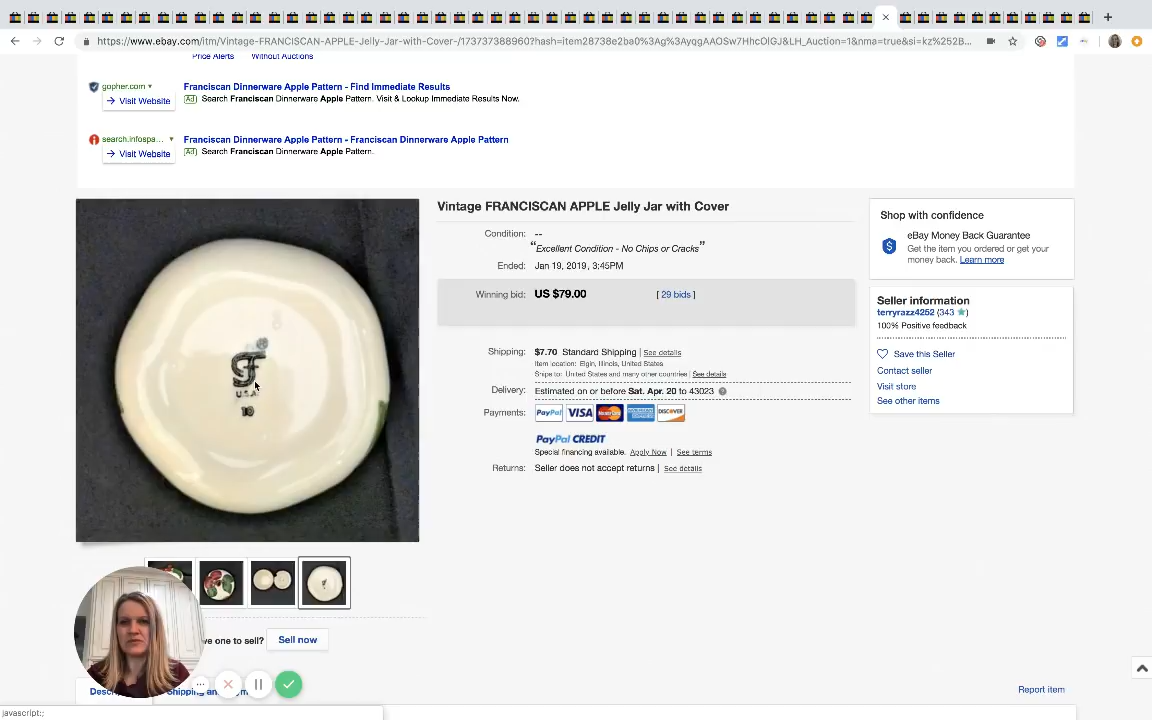 https://www.ebay.com/itm/Vintage-FRANCISCAN-APPLE-Jelly-Jar-with-Cover-/173737388960?hash=item28738e2ba0%3Ag%3AyqgAAOSw7HhcOlGJ&LH_Auction=1&nma=true&si=kz%252B...
Price Alerts Without Auctions
gopher.com
Franciscan Dinnerware Apple Pattern - Find Immediate Results
Visit Website
Ad Search Franciscan Dinnerware Apple Pattern. Visit & Lookup Immediate Results Now.
search.infospa...
Franciscan Dinnerware Apple Pattern - Franciscan Dinnerware Apple Pattern
Visit Website
Ad Search Franciscan Dinnerware Apple Pattern.
Vintage FRANCISCAN APPLE Jelly Jar with Cover
Condition: --
“Excellent Condition - No Chips or Cracks”
Ended: Jan 19, 2019 , 3:45PM
Winning bid: US $79.00 [ 29 bids ]
Shipping: $7.70 Standard Shipping | See details
Item location: Elgin, Illinois, United States
Ships to: United States and many other countries | See details
Delivery: Estimated on or before Sat. Apr. 20 to 43023
Payments: PayPal VISA MasterCard AMERICAN EXPRESS DISCOVER
PayPal CREDIT
Special financing available. Apply Now | See terms
Returns: Seller does not accept returns | See details
Shop with confidence
eBay Money Back Guarantee
Get the item you ordered or get your
money back. Learn more
Seller information
terryrazz4252 (343 )
100% Positive feedback
Save this Seller
Contact seller
Visit store
See other items
F
U.S.A
10
ve one to sell? Sell now
Report item
javascript:;